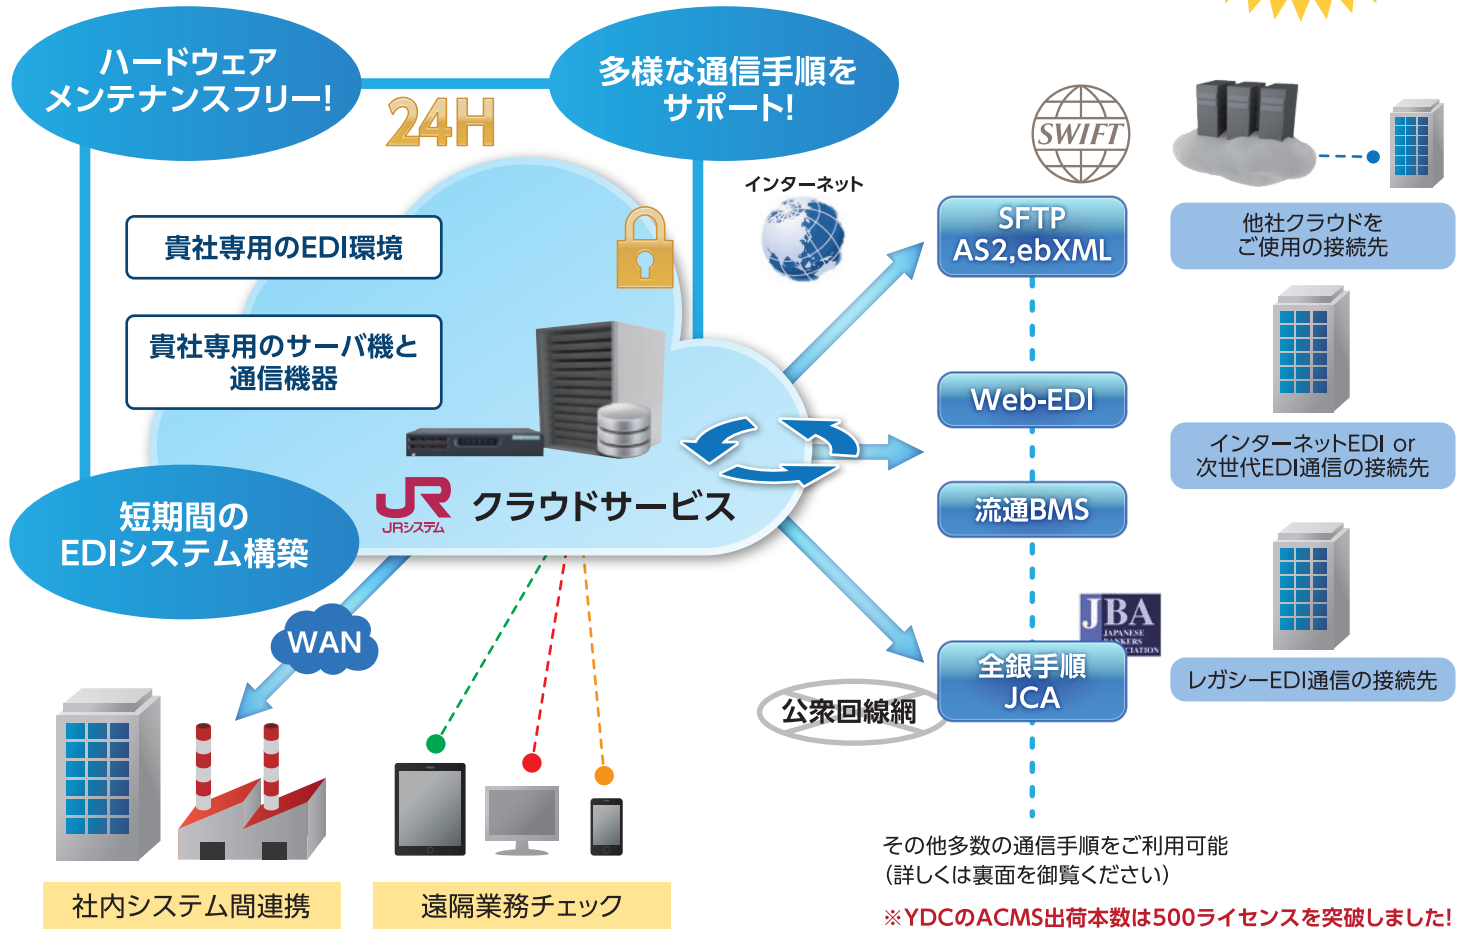 ハードウェア
メンテナンスフリー!
24H
多様な通信手順を
サポート!
インターネット
SWIFT
貴社専用のEDI環境
貴社専用のサーバ機と
通信機器
JR
JRシステム
クラウドサービス
短期間の
EDIシステム構築
WAN
社内システム間連携
遠隔業務チェック
SFTP
AS2,ebXML
Web-EDI
流通BMS
JBA
JAPANESE
全銀手順
JCA
公衆回線網
他社クラウドを
ご使用の接続先
インターネットEDI or
次世代EDI通信の接続先
レガシーEDI通信の接続先
その他多数の通信手順をご利用可能
(詳しくは裏面を御覧ください)
※YDCのACMS出荷本数は500ライセンスを突破しました!